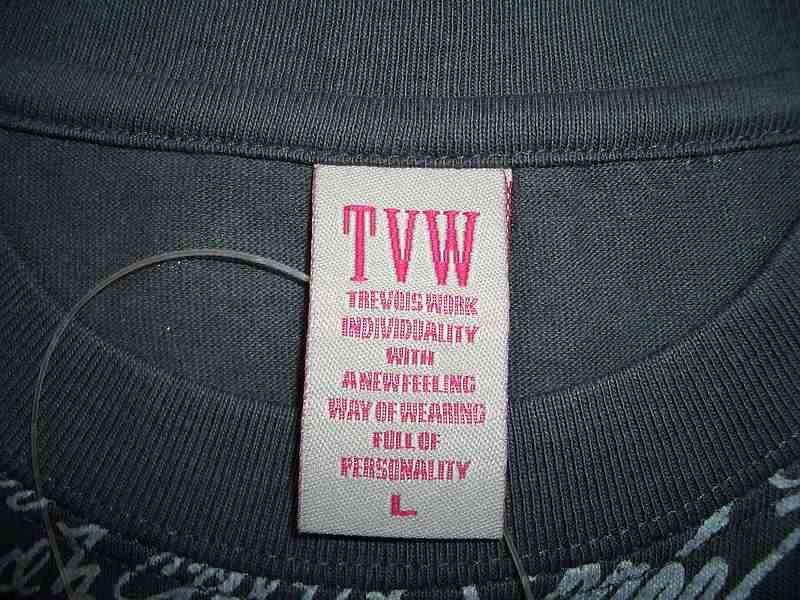 TVW
TREVOIS WORK
INDIVIDUALITY
WITH
A NEW FEELING
WAY OF WEARING
FULL OF
PERSONALITY
L